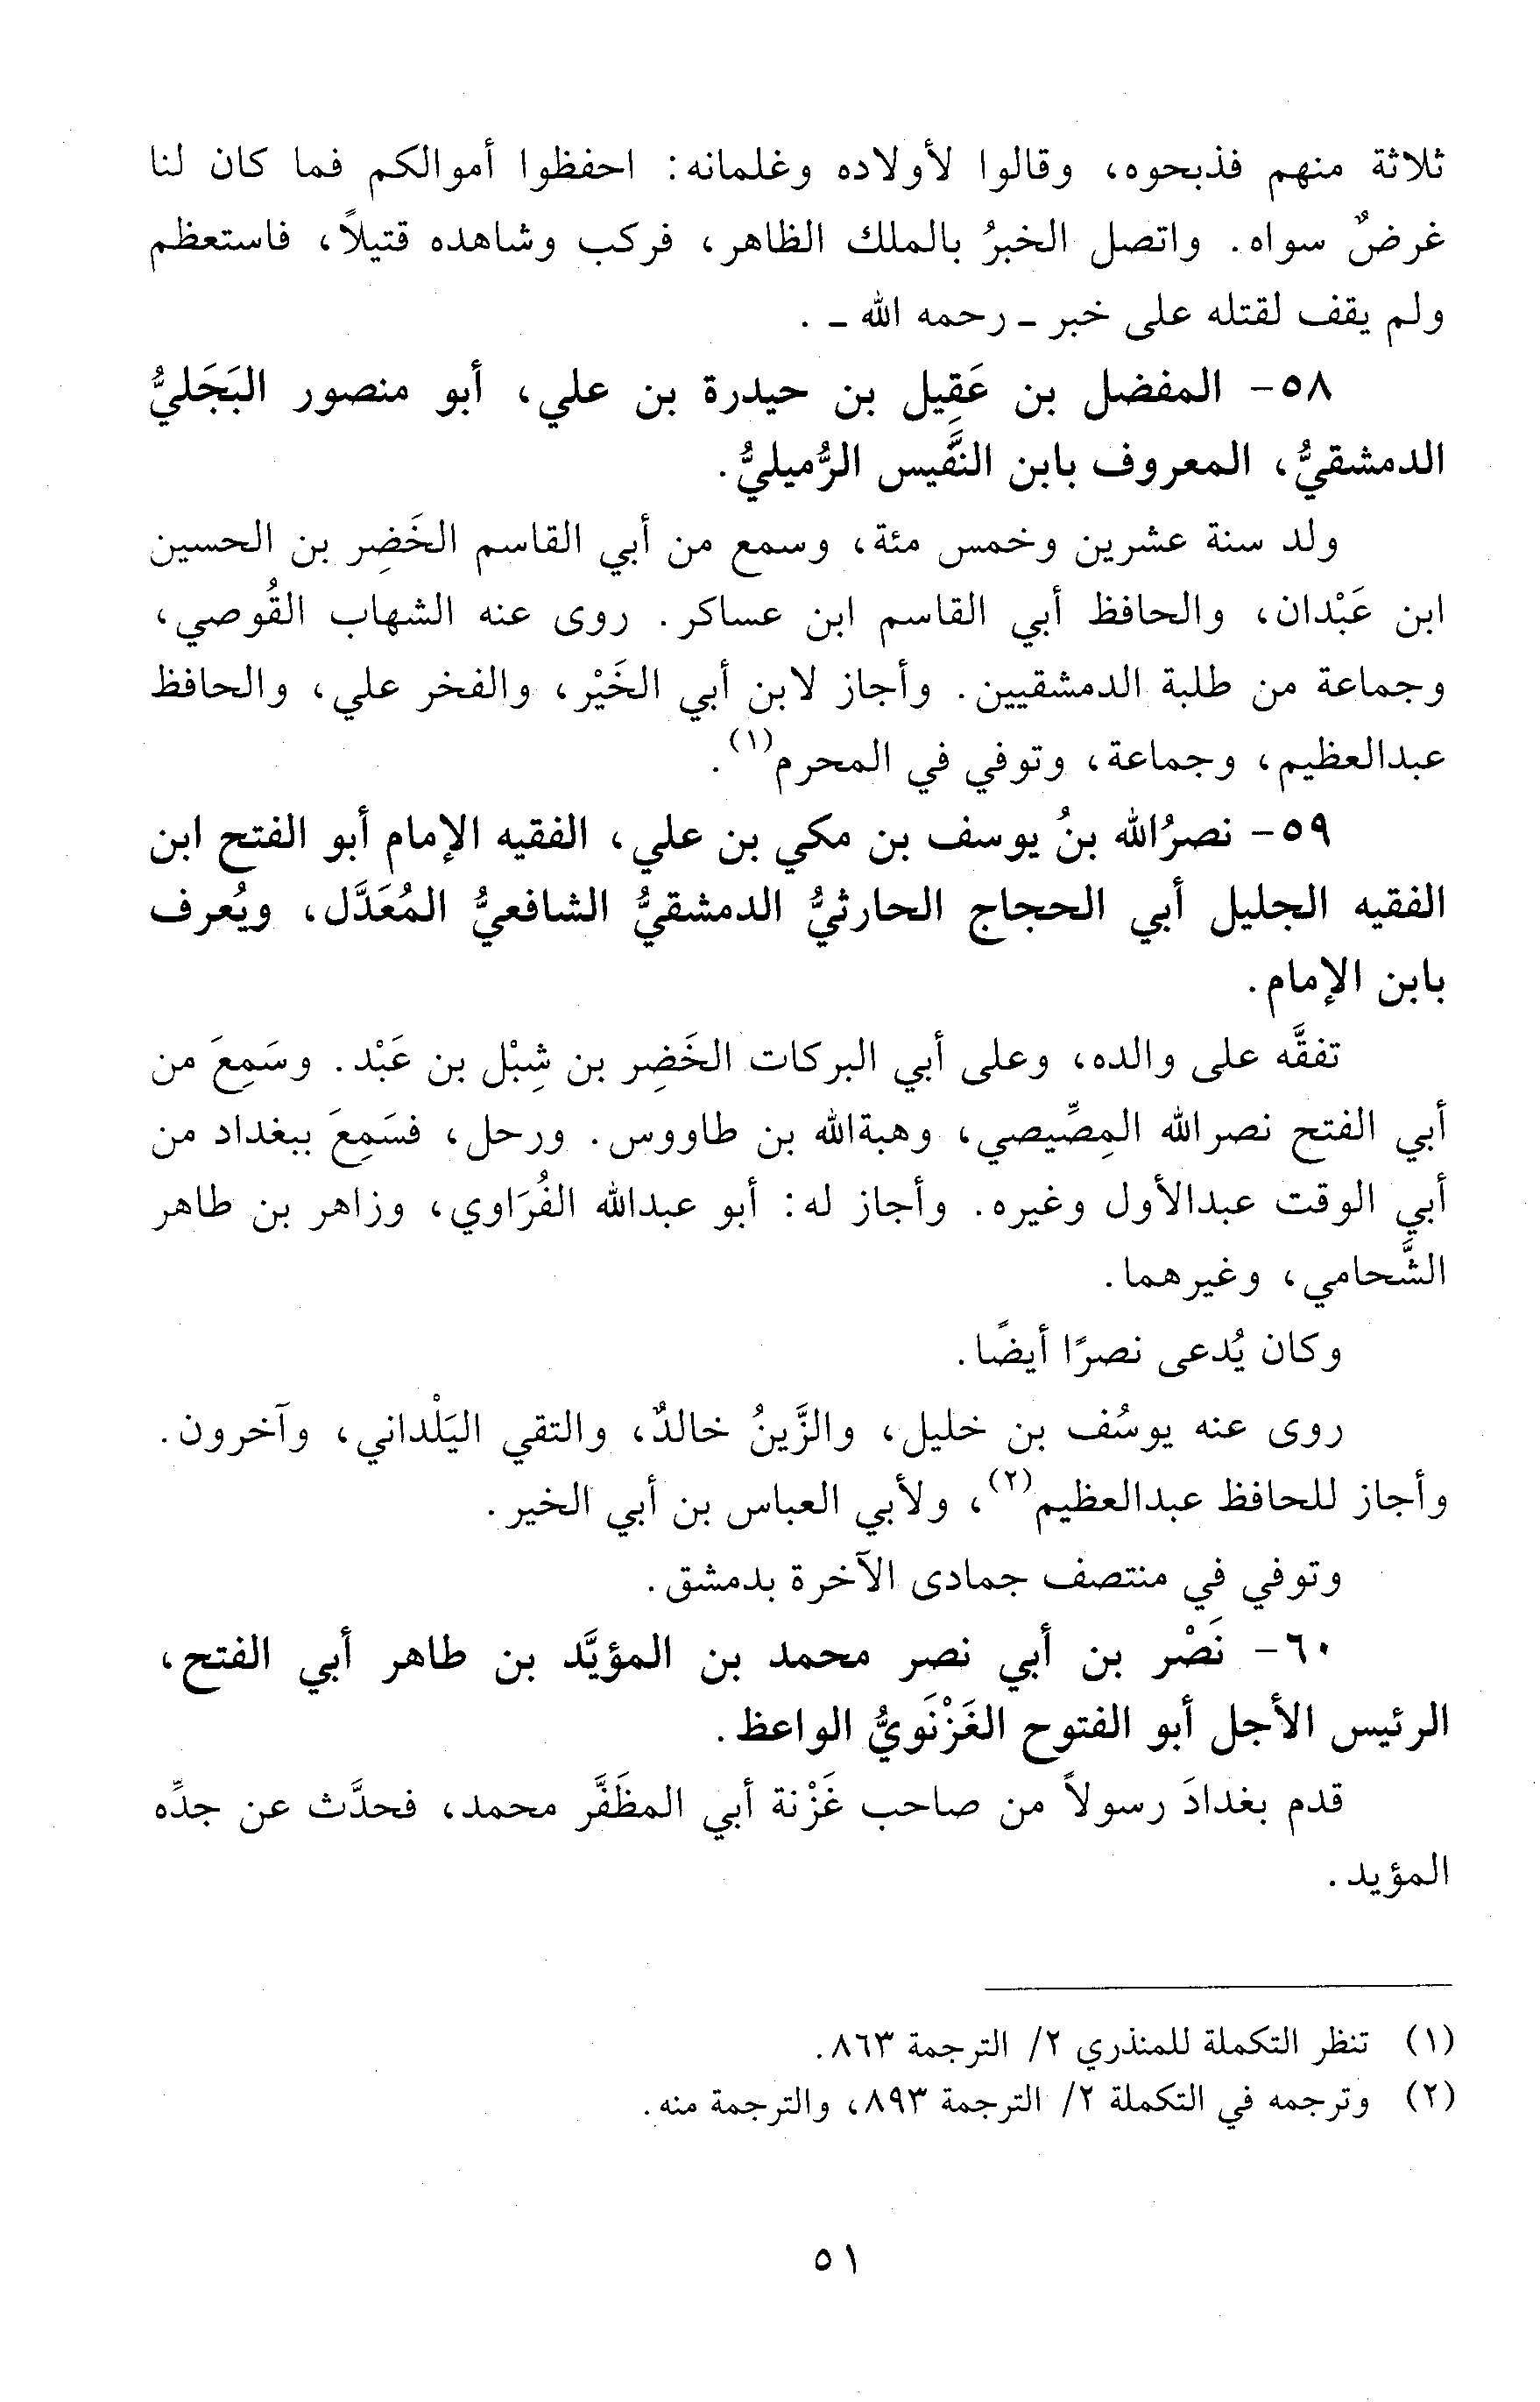 ثلاثة منهم فذبحوه، وقالوا لأولاده وغلمانه: احفظوا أموالكم فما كان لنا
غرضٌ سواه. واتصل الخبرُ بالملك الظاهر، فركب وشاهده قتيلاً، فاستعظم
ولم يقف لقتله على خبر ـ رحمه الله ـ .
٥٨- المفضل بن عَقِيل بن حيدرة بن علي، أبو منصور البَجَليُّ
الدمشقيُّ، المعروف بابن النَّفيس الرُّميليُّ.
ولد سنة عشرين وخمس مئة، وسمع من أبي القاسم الخَضِر بن الحسين
ابن عَبْدان، والحافظ أبي القاسم ابن عساكر. روى عنه الشهاب القُوصي،
وجماعة من طلبة الدمشقيين. وأجاز لابن أبي الخَيْر، والفخر علي، والحافظ
عبدالعظيم، وجماعة، وتوفي في المحرم(١).
٥٩- نصرُالله بنُ يوسف بن مكي بن علي، الفقيه الإمام أبو الفتح ابن
الفقيه الجليل أبي الحجاج الحارثيُّ الدمشقيُّ الشافعيُّ المُعَدَّل، ويُعرف
بابن الإمام.
تفقَّه على والده، وعلى أبي البركات الخَضِر بن شِبْل بن عَبْد. وسَمِعَ من
أبي الفتح نصرالله المِصِّيصي، وهبةالله بن طاووس. ورحل، فسَمِعَ ببغداد من
أبي الوقت عبدالأول وغيره. وأجاز له: أبو عبدالله الفُرَاوي، وزاهر بن طاهر
الشَّحامي، وغيرهما.
وكان يُدعى نصرًا أيضًا.
روى عنه يوسُف بن خليل، والزَّينُ خالدٌ، والتقي اليَلْداني، وآخرون.
وأجاز للحافظ عبدالعظيم(٢)، ولأبي العباس بن أبي الخير.
وتوفي في منتصف جمادى الآخرة بدمشق.
٦٠- نَصْر بن أبي نصر محمد بن المؤيَّد بن طاهر أبي الفتح،
الرئيس الأجل أبو الفتوح الغَزْنَويُّ الواعظ.
قدم بغدادَ رسولاً من صاحب غَزْنة أبي المظَفَّر محمد، فحدَّث عن جدِّه
المؤيد.
(١) تنظر التكملة للمنذري ٢/ الترجمة ٨٦٣.
(٢) وترجمه في التكملة ٢/ الترجمة ٨٩٣، والترجمة منه.
٥١